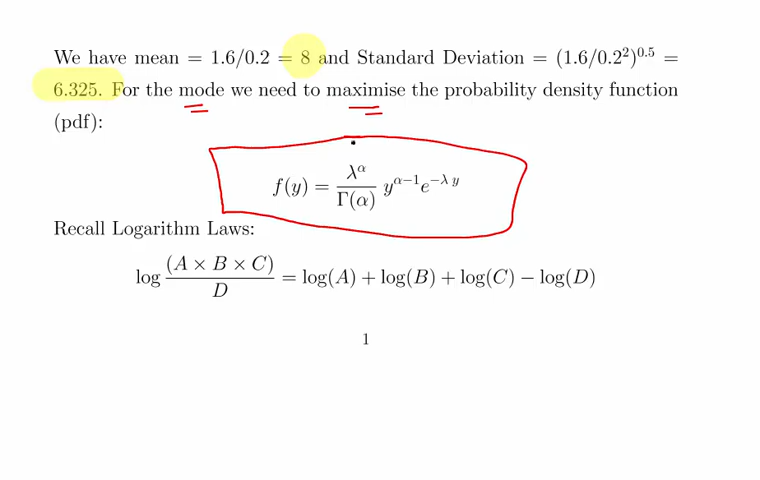 We have mean = 1.6/0.2 = 8 and Standard Deviation = (1.6/0.2²)^0.5 =
6.325. For the mode we need to maximise the probability density function
(pdf):
f(y) = λ^α / Γ(α) y^(α−1) e^(−λ y)
Recall Logarithm Laws:
log (A × B × C) / D = log(A) + log(B) + log(C) − log(D)
1